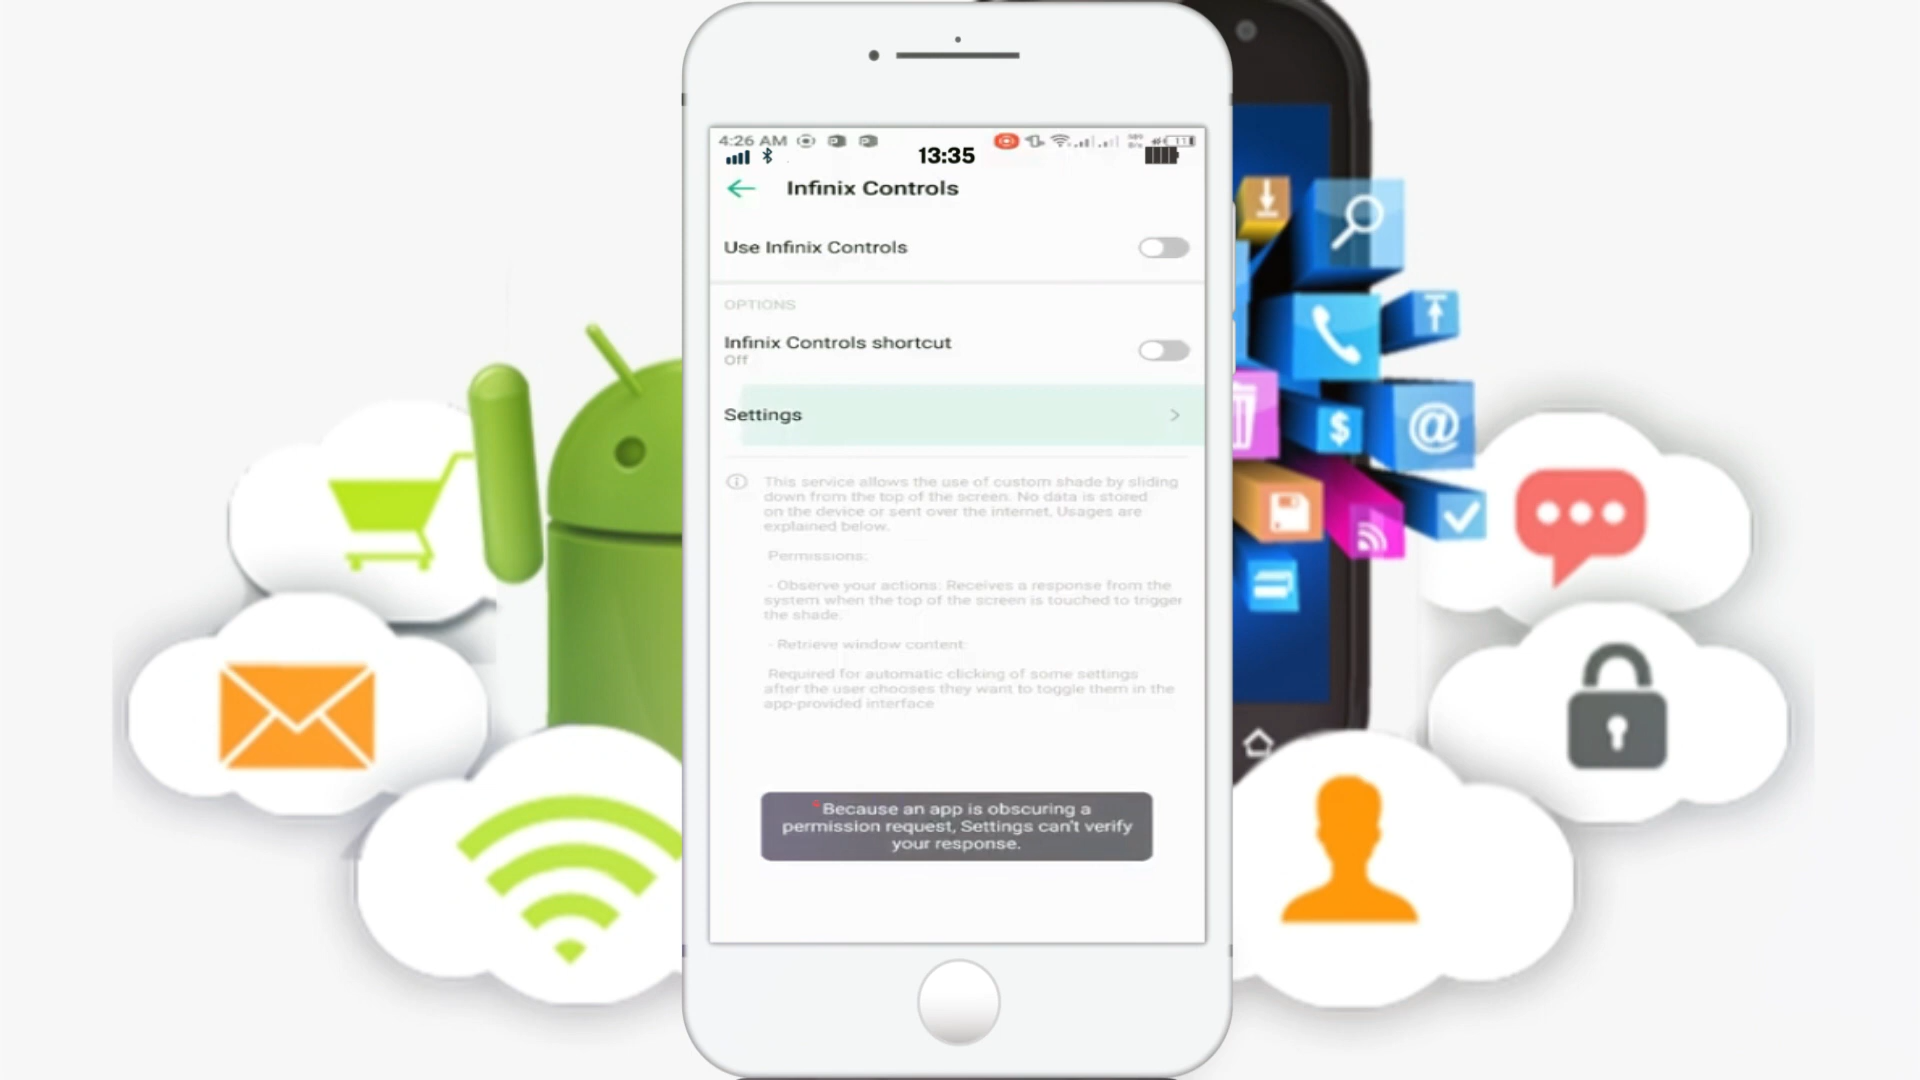 4:26 AM
13:35
Infinix Controls
Use Infinix Controls
OPTIONS
Infinix Controls shortcut
Off
Settings
This service allows the use of custom shade by sliding
down from the top of the screen. No data is stored
on the device or sent over the internet, Usages are
explained below.
Permissions:
- Observe your actions: Receives a response from the
system when the top of the screen is touched to trigger
the shade.
- Retrieve window content:
Required for automatic clicking of some settings
after the user chooses they want to toggle them in the
app-provided interface
*Because an app is obscuring a
permission request, Settings can't verify
your response.
$
@